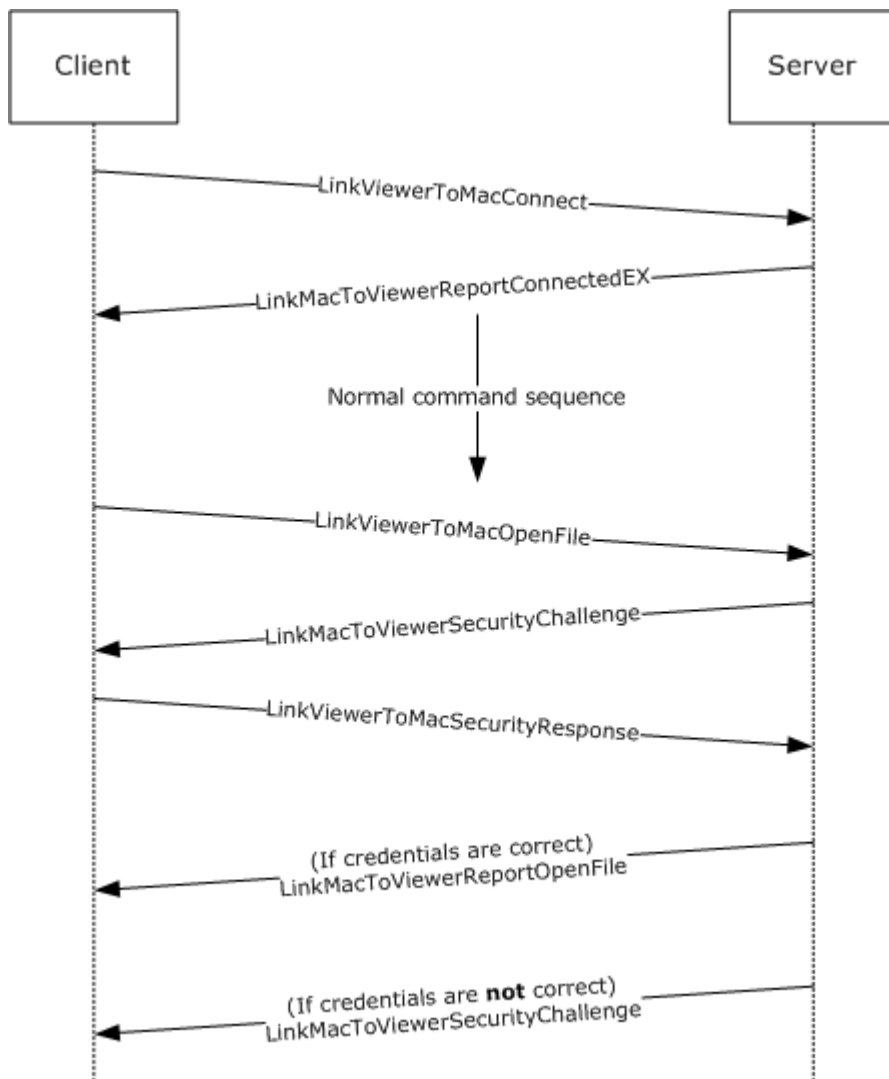 Client
Server
LinkViewerToMacConnect
LinkMacToViewerReportConnectedEX
Normal command sequence
LinkViewerToMacOpenFile
LinkMacToViewerSecurityChallenge
LinkViewerToMacSecurityResponse
(If credentials are correct)
LinkMacToViewerReportOpenFile
(If credentials are not correct)
LinkMacToViewerSecurityChallenge